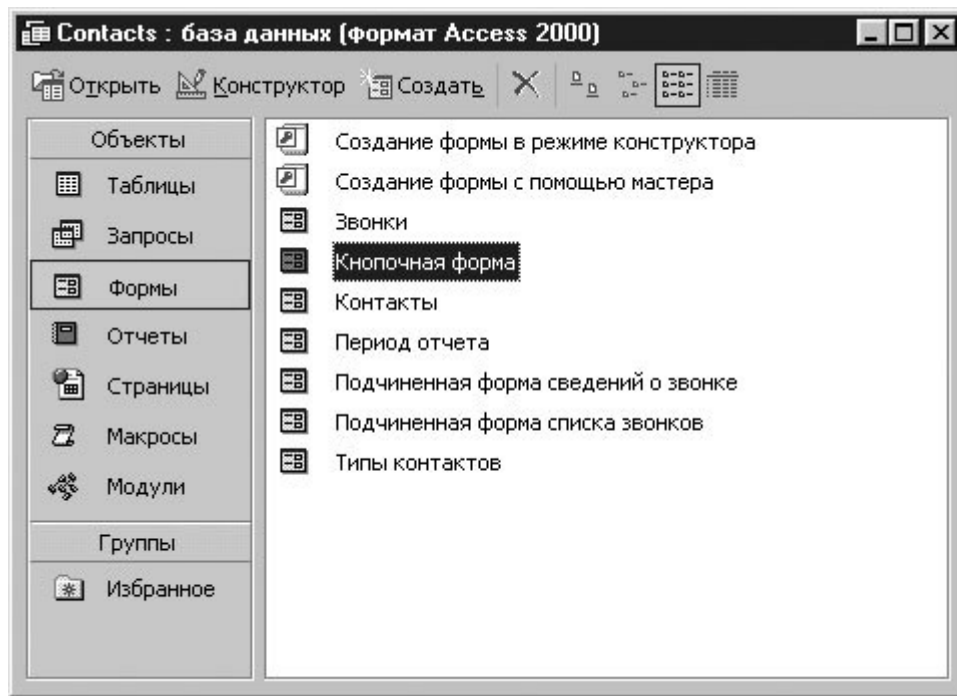 Contacts : база данных (формат Access 2000)
Открыть Конструктор Создать
Объекты
Таблицы
Запросы
Формы
Отчеты
Страницы
Макросы
Модули
Группы
Избранное
Создание формы в режиме конструктора
Создание формы с помощью мастера
Звонки
Кнопочная форма
Контакты
Период отчета
Подчиненная форма сведений о звонке
Подчиненная форма списка звонков
Типы контактов